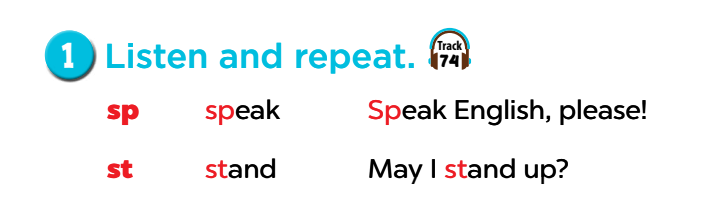 1 Listen and repeat. Track 74
sp speak Speak English, please!
st stand May I stand up?